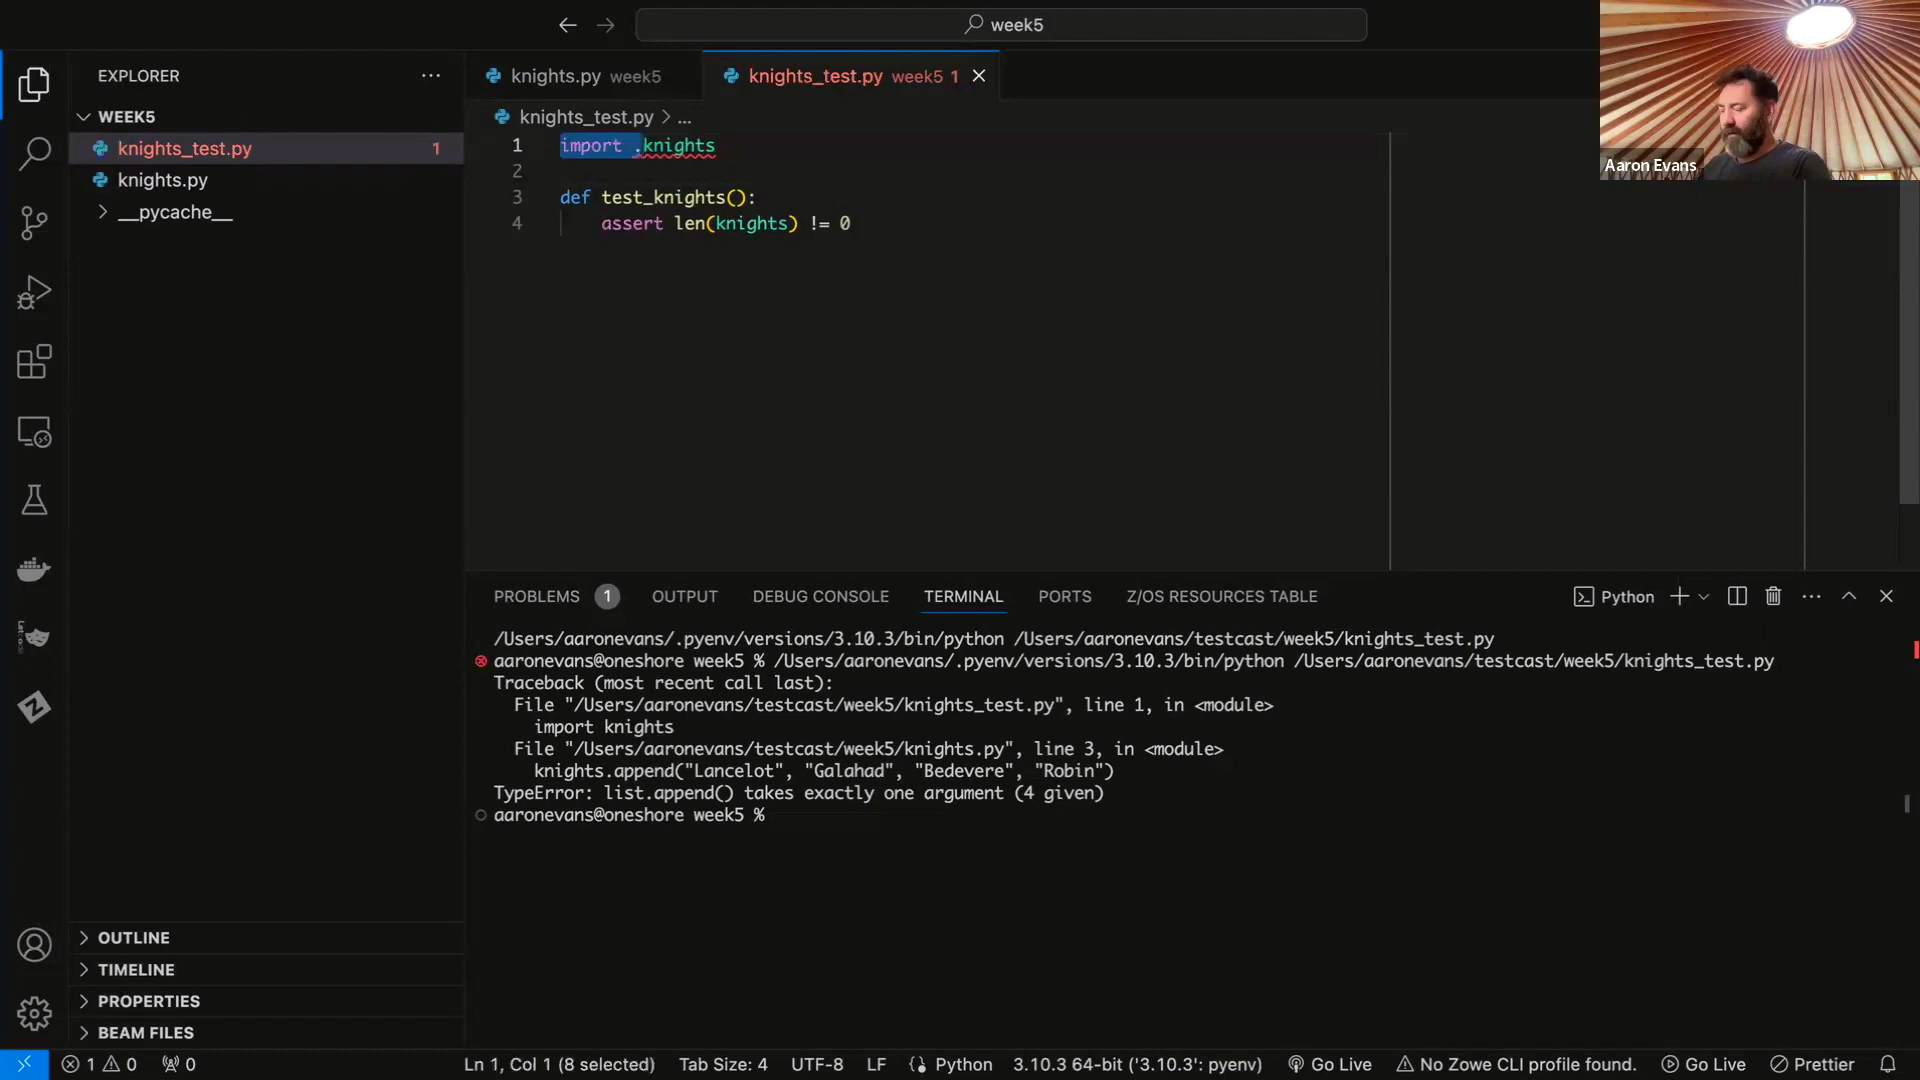 week5
Aaron Evans
EXPLORER
WEEK5
knights_test.py 1
knights.py
__pycache__
OUTLINE
TIMELINE
PROPERTIES
BEAM FILES
knights.py week5
knights_test.py week5 1
knights_test.py > ...
1 import .knights
2
3 def test_knights():
4 assert len(knights) != 0
PROBLEMS 1 OUTPUT DEBUG CONSOLE TERMINAL PORTS Z/OS RESOURCES TABLE
Python
/Users/aaronevans/.pyenv/versions/3.10.3/bin/python /Users/aaronevans/testcast/week5/knights_test.py
aaronevans@oneshore week5 % /Users/aaronevans/.pyenv/versions/3.10.3/bin/python /Users/aaronevans/testcast/week5/knights_test.py
Traceback (most recent call last):
File "/Users/aaronevans/testcast/week5/knights_test.py", line 1, in <module>
import knights
File "/Users/aaronevans/testcast/week5/knights.py", line 3, in <module>
knights.append("Lancelot", "Galahad", "Bedevere", "Robin")
TypeError: list.append() takes exactly one argument (4 given)
aaronevans@oneshore week5 %
1 0 0 Ln 1, Col 1 (8 selected) Tab Size: 4 UTF-8 LF Python 3.10.3 64-bit ('3.10.3': pyenv) Go Live No Zowe CLI profile found. Go Live Prettier